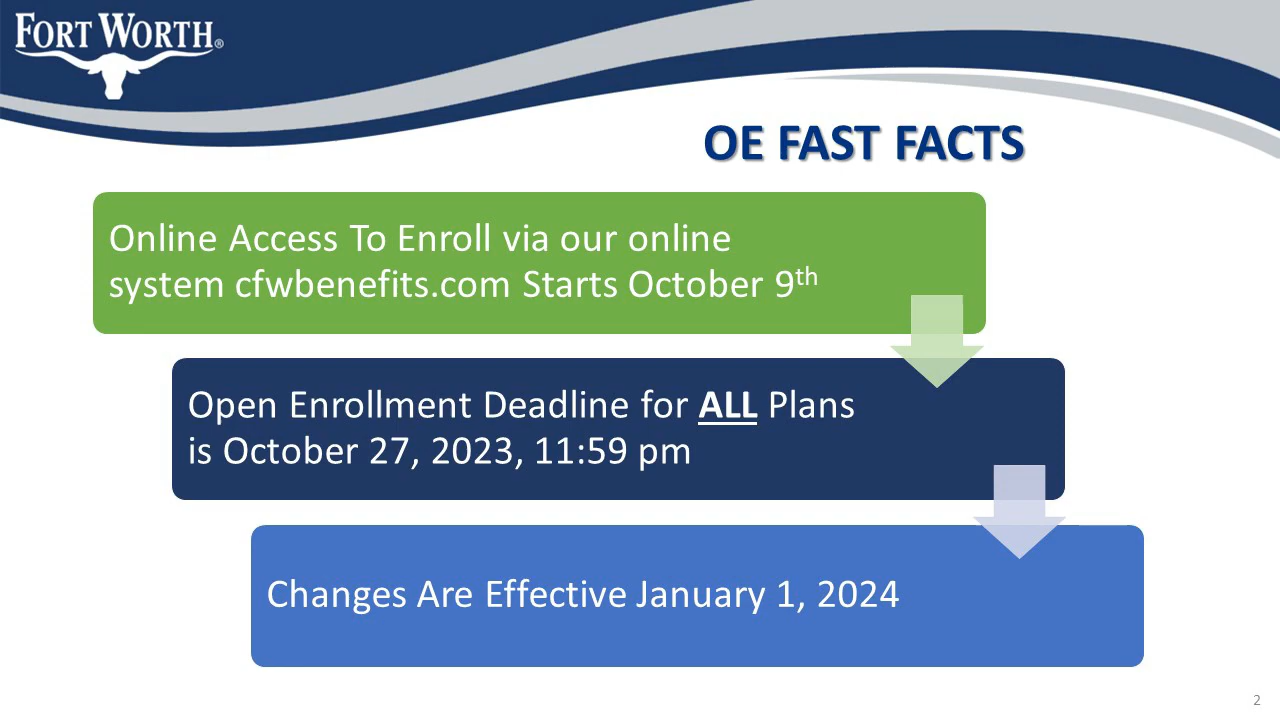 FORT WORTH®
OE FAST FACTS
Online Access To Enroll via our online
system cfwbenefits.com Starts October 9th
Open Enrollment Deadline for ALL Plans
is October 27, 2023, 11:59 pm
Changes Are Effective January 1, 2024
2